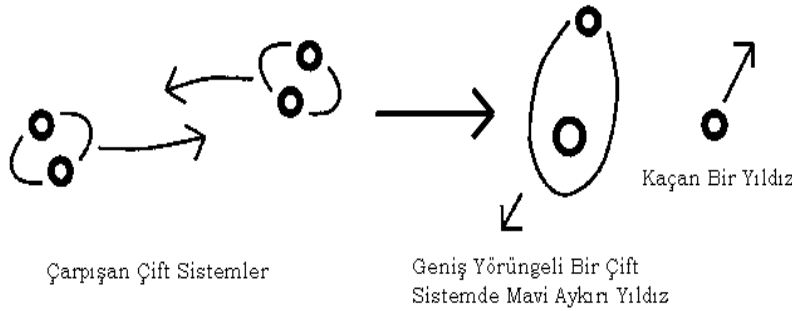 Kaçan Bir Yıldız
Çarpışan Çift Sistemler
Geniş Yörüngeli Bir Çift
Sistemde Mavi Aykırı Yıldız